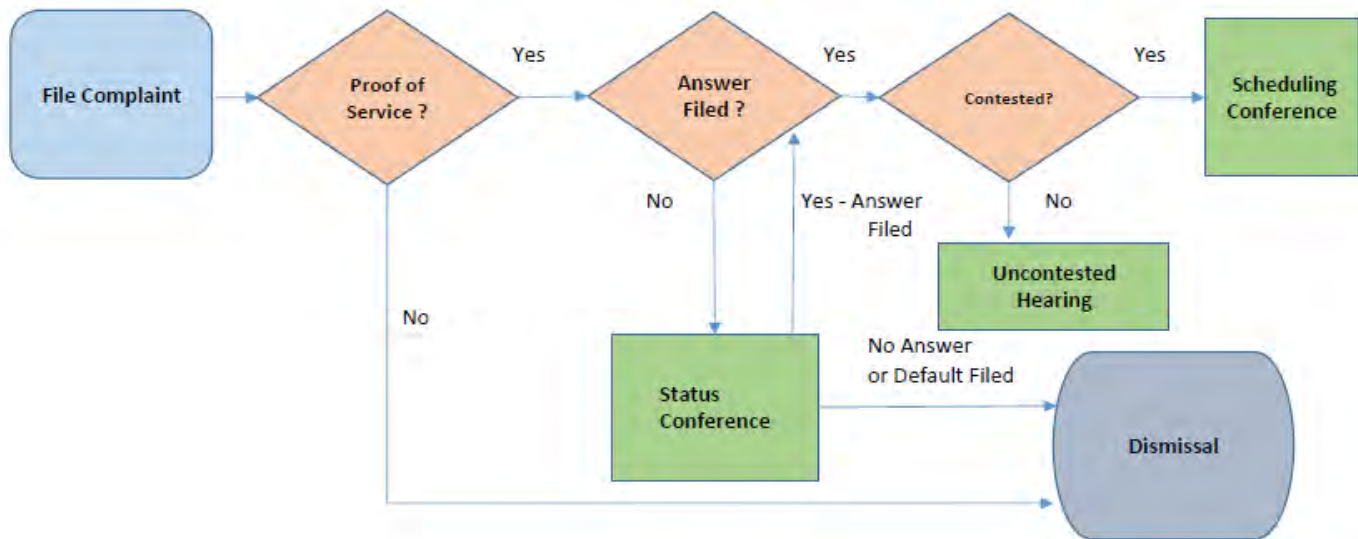 File Complaint
Proof of
Service ?
Yes
Answer
Filed ?
Yes
Contested?
Yes
Scheduling
Conference
No
Yes - Answer
Filed
No
Uncontested
Hearing
No
Status
Conference
No Answer
or Default Filed
Dismissal